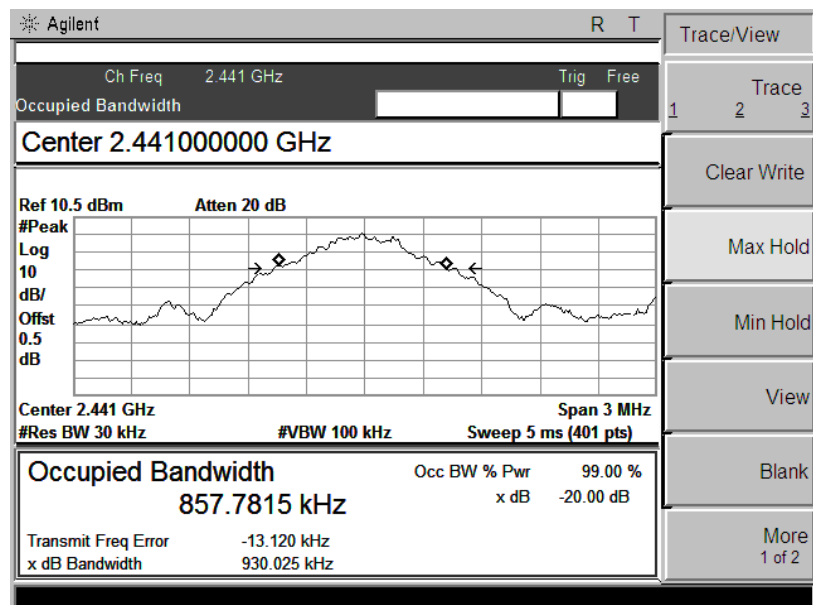 Agilent R T
Trace/View
Ch Freq 2.441 GHz Trig Free
Occupied Bandwidth
Center 2.441000000 GHz
Ref 10.5 dBm Atten 20 dB
#Peak
Log
10
dB/
Offst
0.5
dB
Center 2.441 GHz Span 3 MHz
#Res BW 30 kHz #VBW 100 kHz Sweep 5 ms (401 pts)
Occupied Bandwidth
857.7815 kHz
Occ BW % Pwr 99.00 %
x dB -20.00 dB
Transmit Freq Error -13.120 kHz
x dB Bandwidth 930.025 kHz
Trace
1 2 3
Clear Write
Max Hold
Min Hold
View
Blank
More
1 of 2